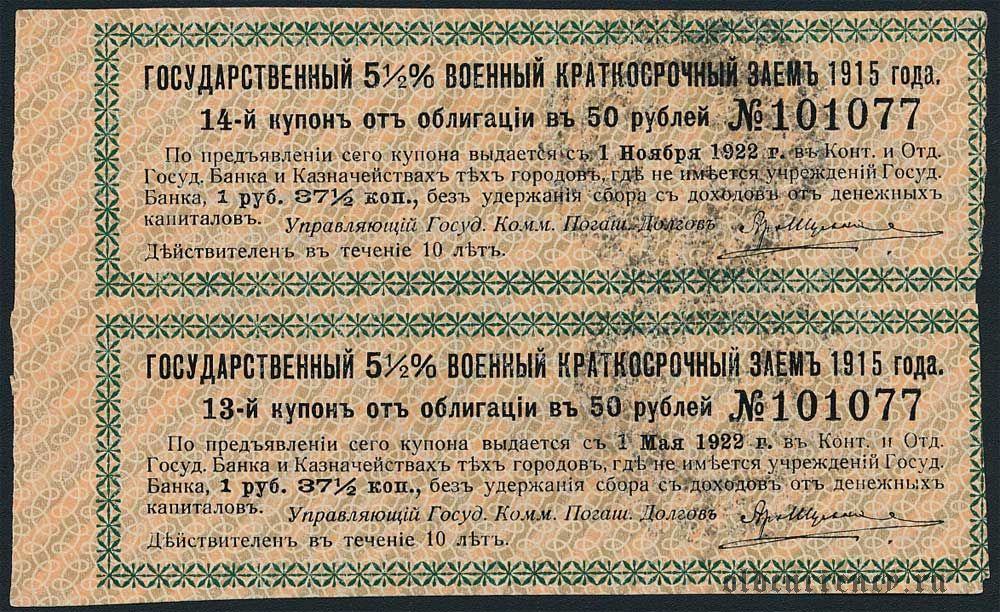 ГОСУДАРСТВЕННЫЙ 5½% ВОЕННЫЙ КРАТКОСРОЧНЫЙ ЗАЕМЪ 1915 года.
14-й купонъ отъ облигаціи въ 50 рублей №101077
По предъявленіи сего купона выдается съ 1 Ноября 1922 г. въ Конт. и Отд.
Госуд. Банка и Казначействахъ тѣхъ городовъ, гдѣ не имѣется учрежденій Госуд.
Банка, 1 руб. 37½ коп., безъ удержанія сбора съ доходовъ отъ денежныхъ
капиталовъ. Управляющій Госуд. Комм. Погаш. Долговъ
Дѣйствителенъ въ теченіе 10 лѣтъ.
ГОСУДАРСТВЕННЫЙ 5½% ВОЕННЫЙ КРАТКОСРОЧНЫЙ ЗАЕМЪ 1915 года.
13-й купонъ отъ облигаціи въ 50 рублей №101077
По предъявленіи сего купона выдается съ 1 Мая 1922 г. въ Конт. и Отд.
Госуд. Банка и Казначействахъ тѣхъ городовъ, гдѣ не имѣется учрежденій Госуд.
Банка, 1 руб. 37½ коп., безъ удержанія сбора съ доходовъ отъ денежныхъ
капиталовъ. Управляющій Госуд. Комм. Погаш. Долговъ
Дѣйствителенъ въ теченіе 10 лѣтъ.
oldcurrency.ru